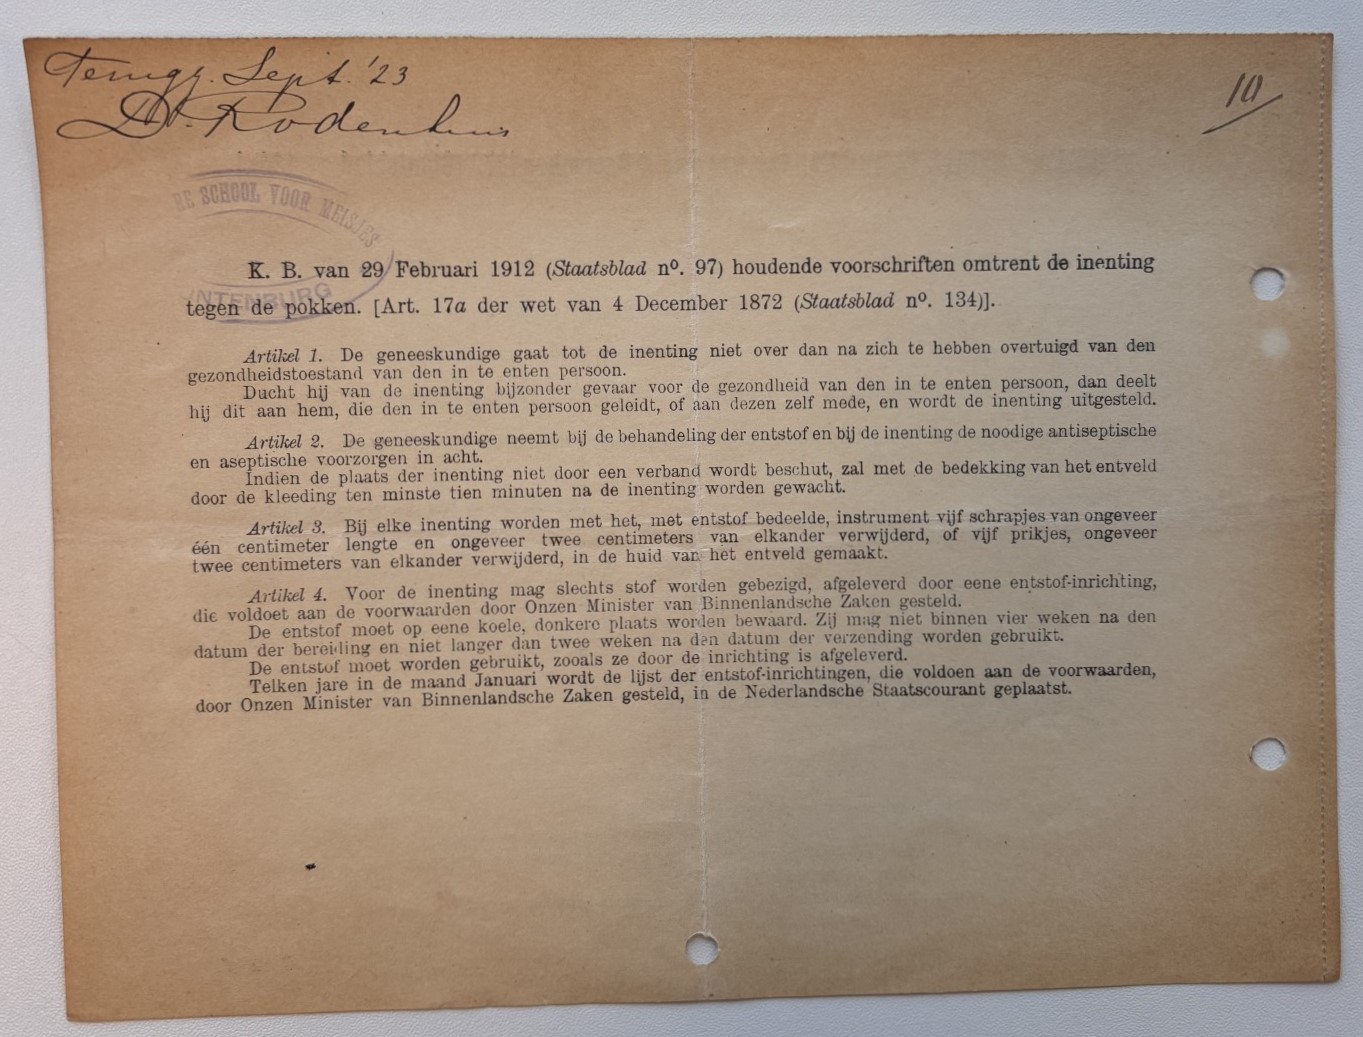 Terugg. Sept. '23
Dr. Rodenhuis
10
RE SCHOOL VOOR MEISJES
NTENBURG
K. B. van 29 Februari 1912 (Staatsblad nº. 97) houdende voorschriften omtrent de inenting
tegen de pokken. [Art. 17a der wet van 4 December 1872 (Staatsblad nº. 134)].
Artikel 1. De geneeskundige gaat tot de inenting niet over dan na zich te hebben overtuigd van den
gezondheidstoestand van den in te enten persoon.
Ducht hij van de inenting bijzonder gevaar voor de gezondheid van den in te enten persoon, dan deelt
hij dit aan hem, die den in te enten persoon geleidt, of aan dezen zelf mede, en wordt de inenting uitgesteld.
Artikel 2. De geneeskundige neemt bij de behandeling der entstof en bij de inenting de noodige antiseptische
en aseptische voorzorgen in acht.
Indien de plaats der inenting niet door een verband wordt beschut, zal met de bedekking van het entveld
door de kleeding ten minste tien minuten na de inenting worden gewacht.
Artikel 3. Bij elke inenting worden met het, met entstof bedeelde, instrument vijf schrapjes van ongeveer
één centimeter lengte en ongeveer twee centimeters van elkander verwijderd, of vijf prikjes, ongeveer
twee centimeters van elkander verwijderd, in de huid van het entveld gemaakt.
Artikel 4. Voor de inenting mag slechts stof worden gebezigd, afgeleverd door eene entstof-inrichting,
die voldoet aan de voorwaarden door Onzen Minister van Binnenlandsche Zaken gesteld.
De entstof moet op eene koele, donkere plaats worden bewaard. Zij mag niet binnen vier weken na den
datum der bereiding en niet langer dan twee weken na den datum der verzending worden gebruikt.
De entstof moet worden gebruikt, zooals ze door de inrichting is afgeleverd.
Telken jare in de maand Januari wordt de lijst der entstof-inrichtingen, die voldoen aan de voorwaarden,
door Onzen Minister van Binnenlandsche Zaken gesteld, in de Nederlandsche Staatscourant geplaatst.